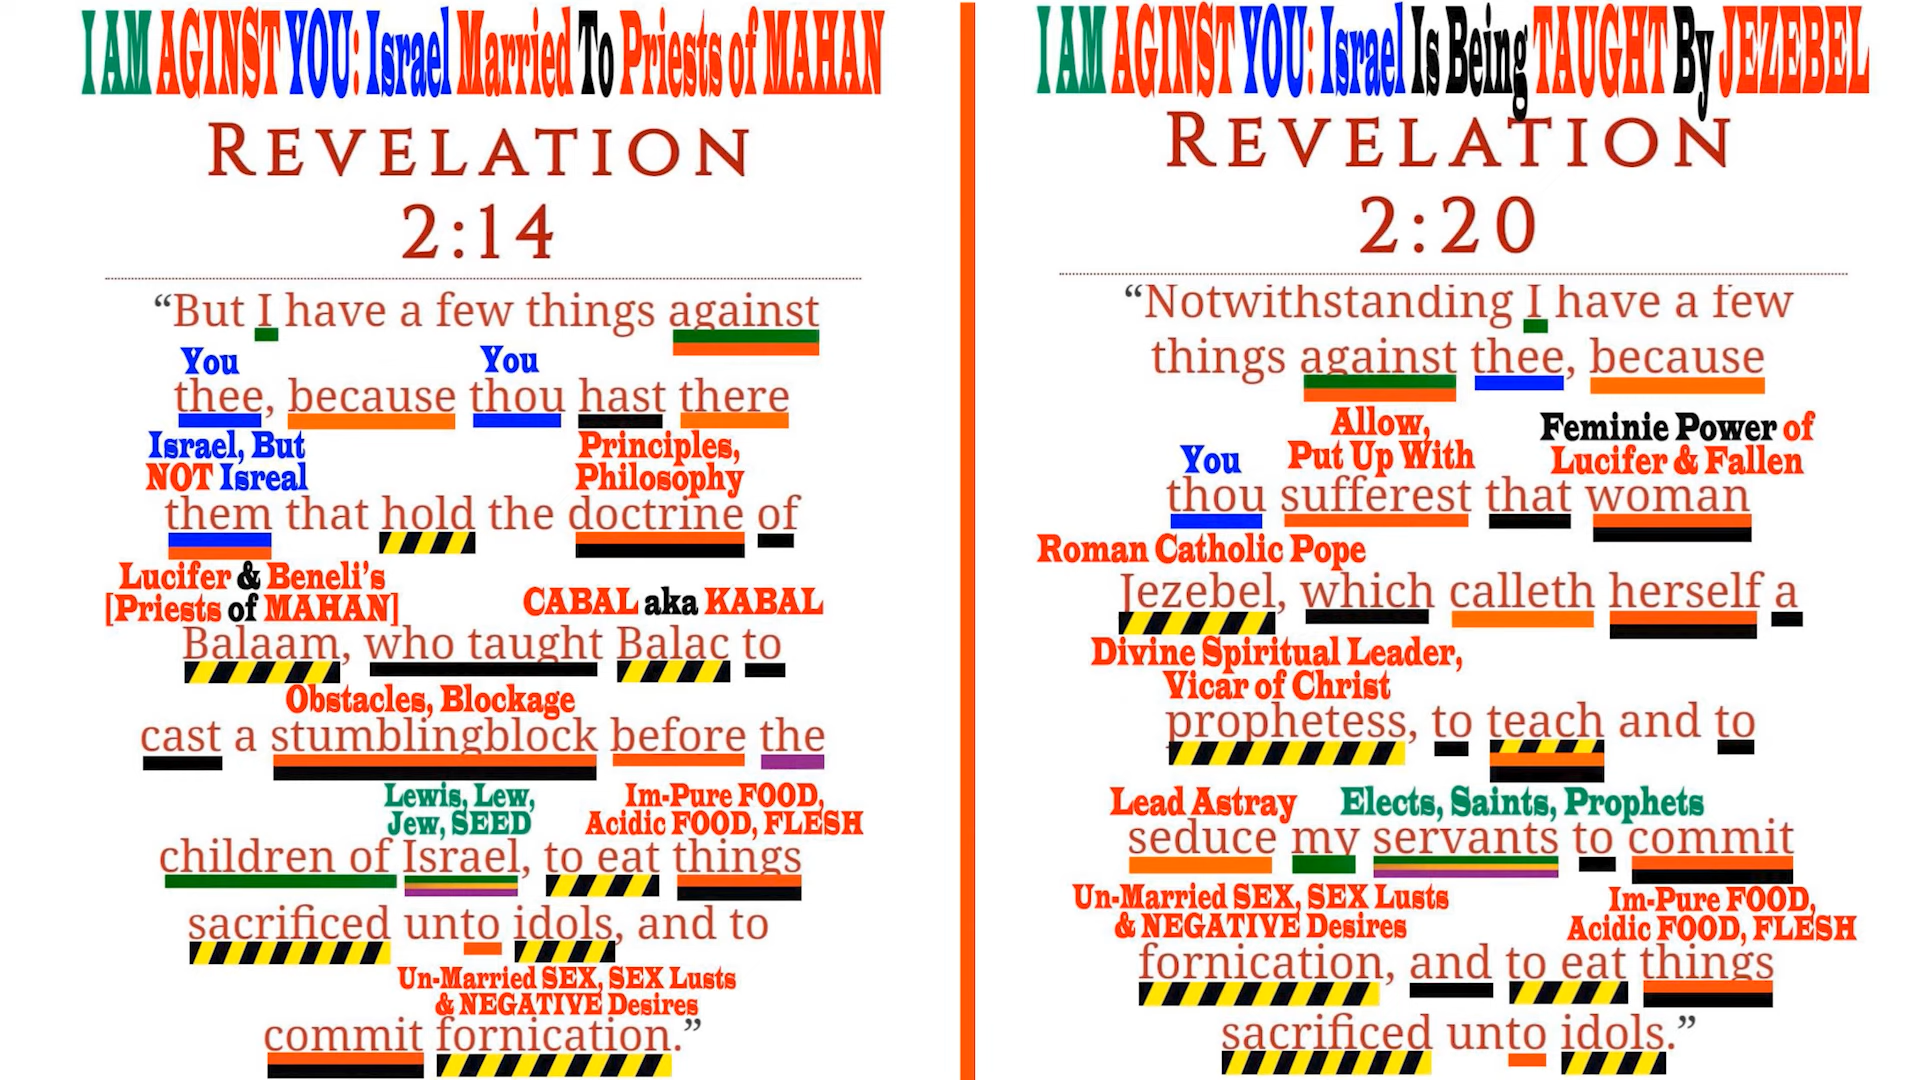 I AM AGINST YOU: Israel Married To Priests of MAHAN
REVELATION
2:14
“But I have a few things against
You You
thee, because thou hast there
Israel, But
NOT Isreal
Principles,
Philosophy
them that hold the doctrine of
Lucifer & Beneli’s
[Priests of MAHAN]
CABAL aka KABAL
Balaam, who taught Balac to
Obstacles, Blockage
cast a stumblingblock before the
Lewis, Lew,
Jew, SEED
Im-Pure FOOD,
Acidic FOOD, FLESH
children of Israel, to eat things
sacrificed unto idols, and to
Un-Married SEX, SEX Lusts
& NEGATIVE Desires
commit fornication.”
I AM AGINST YOU: Israel Is Being TAUGHT By JEZEBEL
REVELATION
2:20
“Notwithstanding I have a few
things against thee, because
You
Allow,
Put Up With
Feminie Power of
Lucifer & Fallen
thou sufferest that woman
Roman Catholic Pope
Jezebel, which calleth herself a
Divine Spiritual Leader,
Vicar of Christ
prophetess, to teach and to
Lead Astray Elects, Saints, Prophets
seduce my servants to commit
Un-Married SEX, SEX Lusts
& NEGATIVE Desires
Im-Pure FOOD,
Acidic FOOD, FLESH
fornication, and to eat things
sacrificed unto idols.”